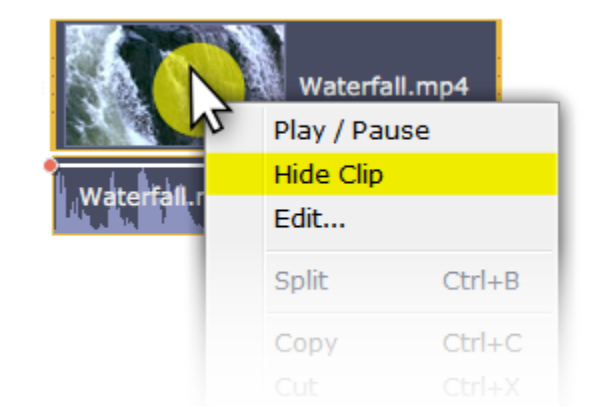 Waterfall.mp4
Play / Pause
Hide Clip
Waterfall.
Edit...
Split Ctrl+B
Copy Ctrl+C
Cut Ctrl+X